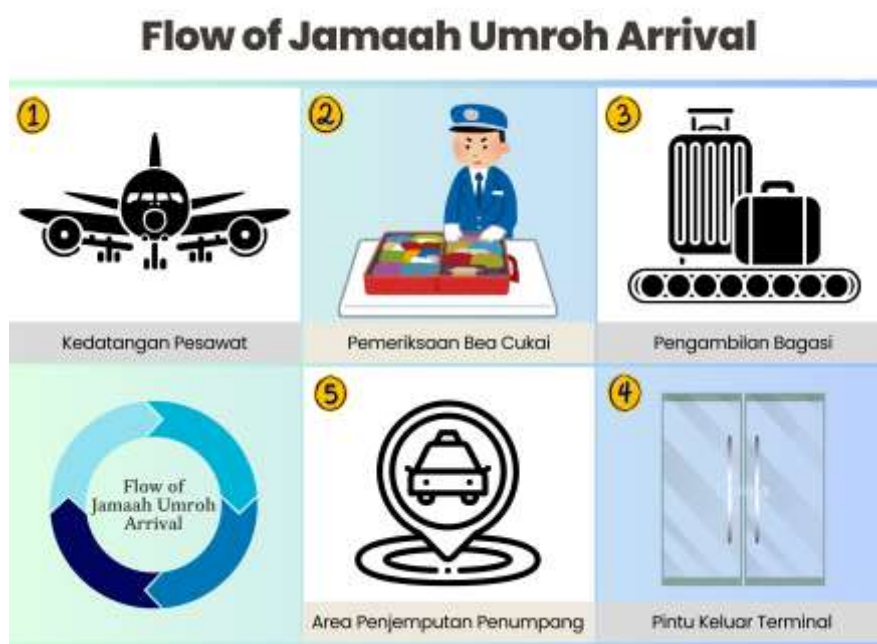 Flow of Jamaah Umroh Arrival
1
2
3
Kedatangan Pesawat
Pemeriksaan Bea Cukai
Pengambilan Bagasi
Flow of
Jamaah Umroh
Arrival
5
4
Area Penjemputan Penumpang
Pintu Keluar Terminal